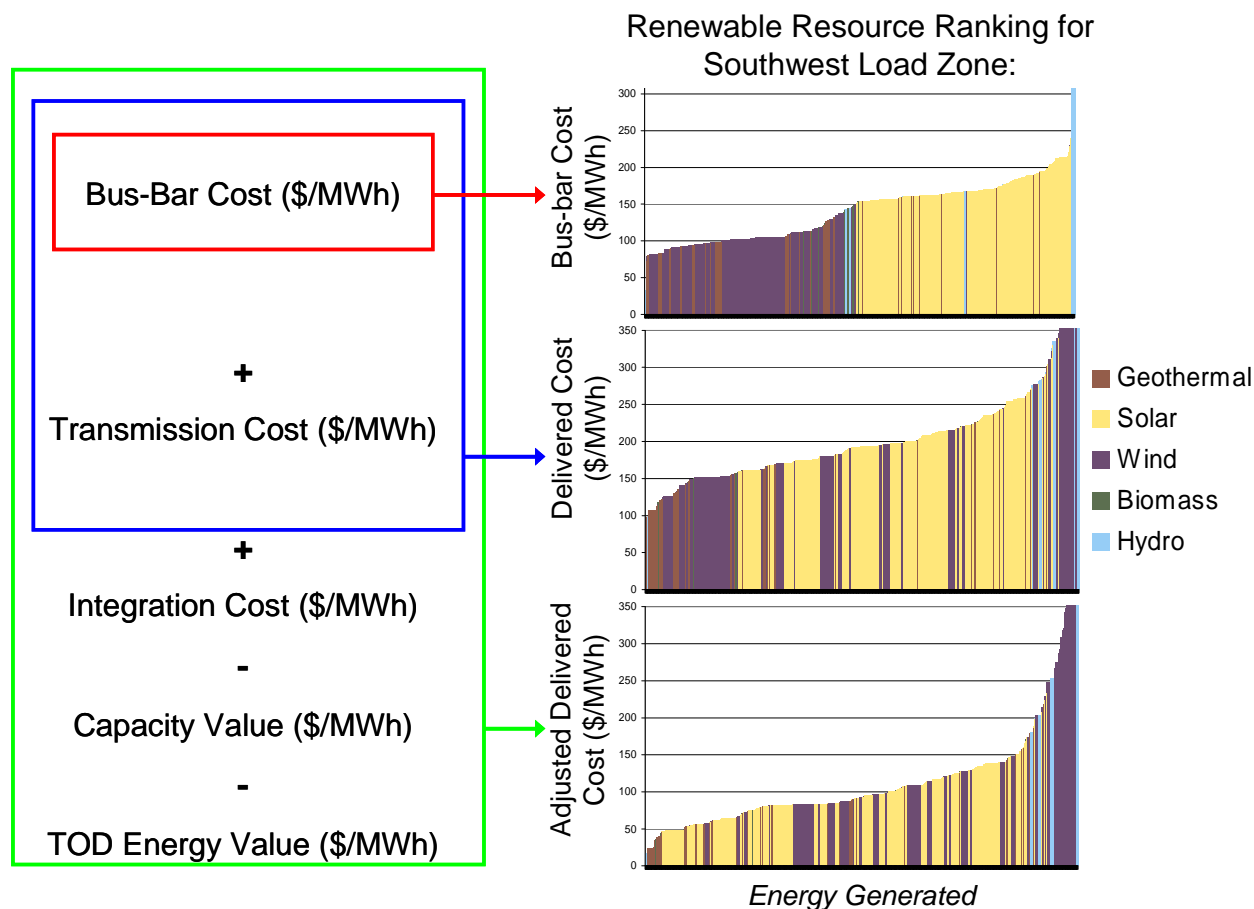 Renewable Resource Ranking for
Southwest Load Zone:
Bus-Bar Cost ($/MWh)
+
Transmission Cost ($/MWh)
+
Integration Cost ($/MWh)
-
Capacity Value ($/MWh)
-
TOD Energy Value ($/MWh)
Bus-bar Cost
($/MWh)
300
250
200
150
100
50
0
Delivered Cost
($/MWh)
350
300
250
200
150
100
50
0
Adjusted Delivered
Cost ($/MWh)
350
300
250
200
150
100
50
0
Energy Generated
Geothermal
Solar
Wind
Biomass
Hydro